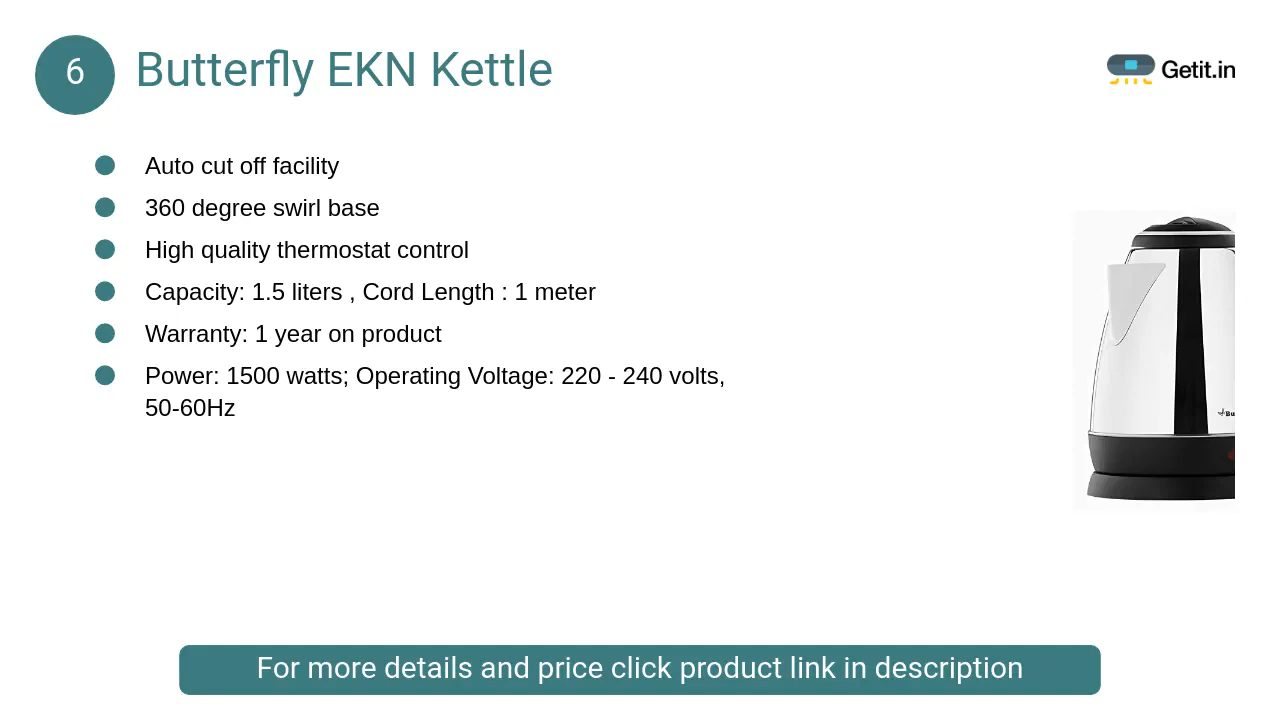 6
Butterfly EKN Kettle
Getit.in
Auto cut off facility
360 degree swirl base
High quality thermostat control
Capacity: 1.5 liters , Cord Length : 1 meter
Warranty: 1 year on product
Power: 1500 watts; Operating Voltage: 220 - 240 volts,
50-60Hz
For more details and price click product link in description